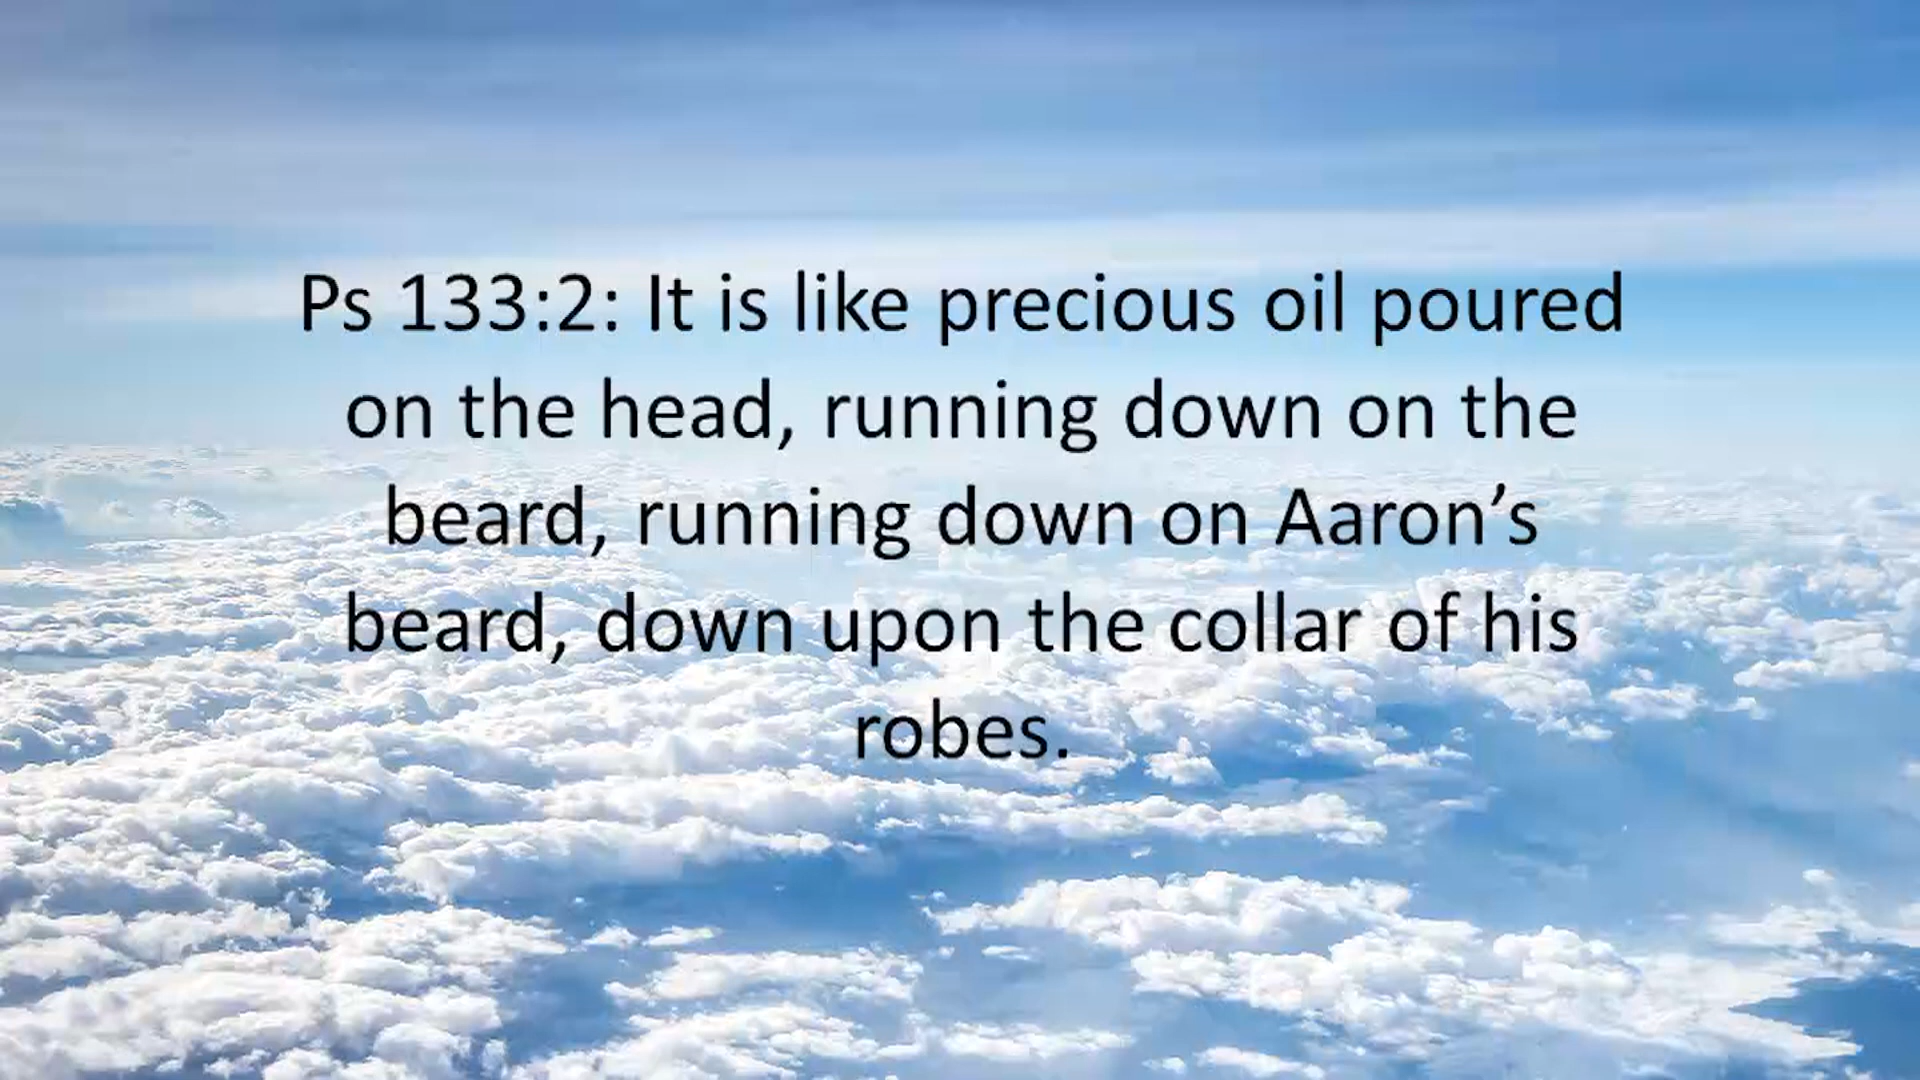 Ps 133:2: It is like precious oil poured
on the head, running down on the
beard, running down on Aaron’s
beard, down upon the collar of his
robes.